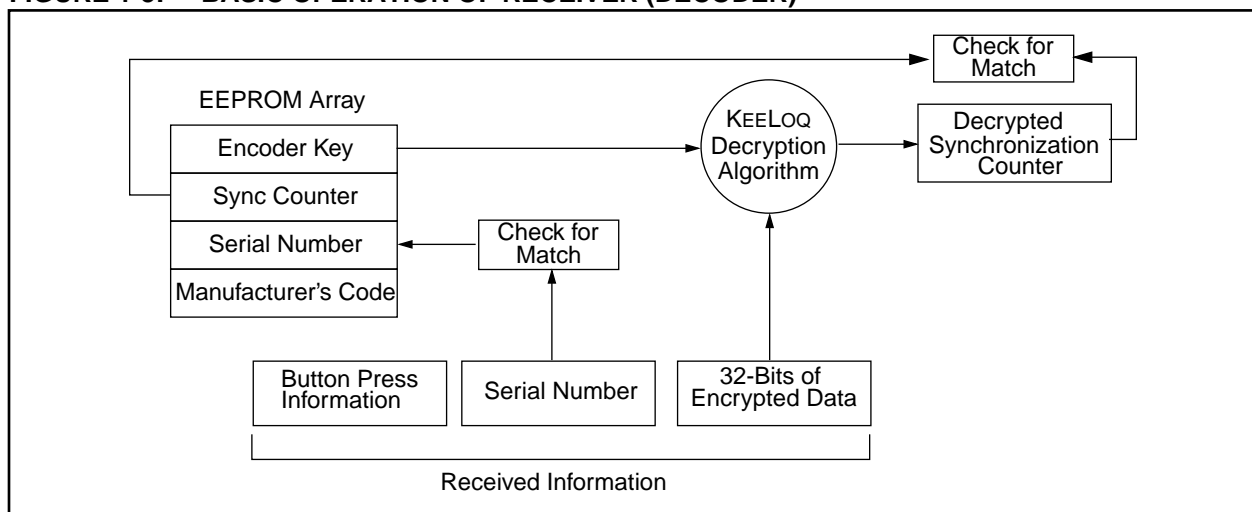 Check for
Match
EEPROM Array
Encoder Key
Sync Counter
Serial Number
Manufacturer's Code
KEELOQ
Decryption
Algorithm
Decrypted
Synchronization
Counter
Check for
Match
Button Press
Information
Serial Number
32-Bits of
Encrypted Data
Received Information